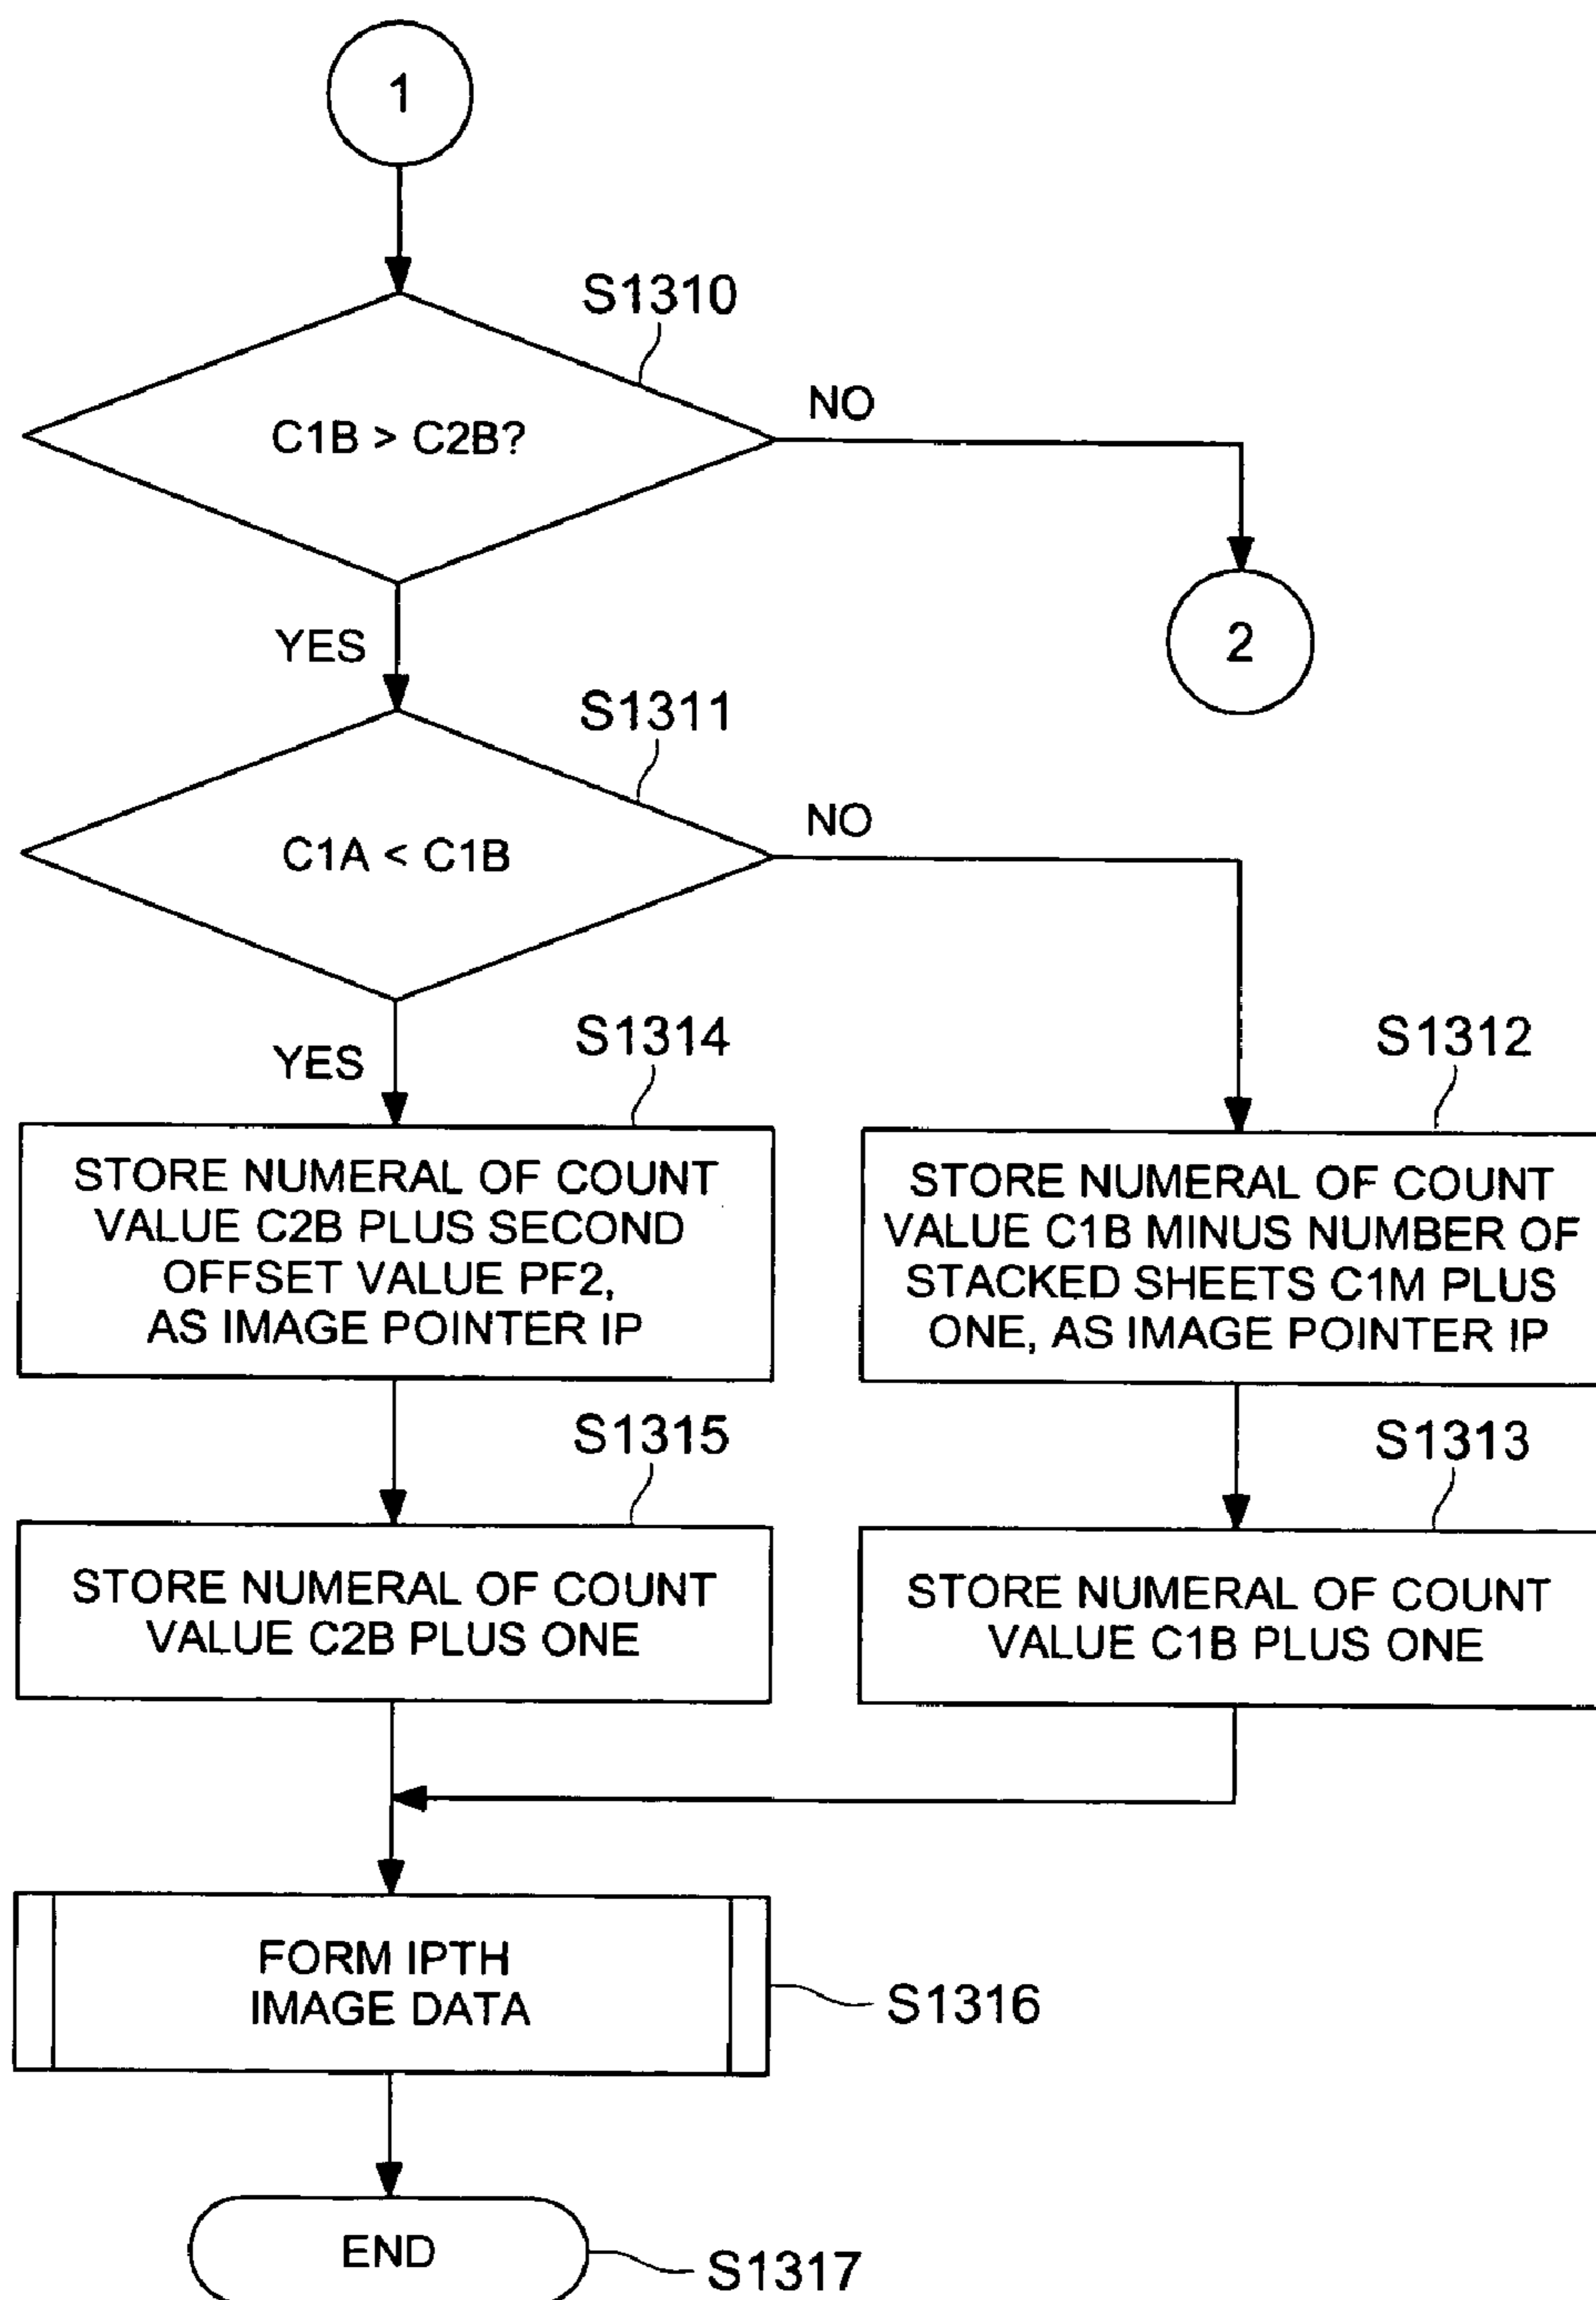 1
S1310
C1B > C2B?
NO
YES
2
S1311
C1A < C1B
NO
YES
S1314
STORE NUMERAL OF COUNT
VALUE C2B PLUS SECOND
OFFSET VALUE PF2,
AS IMAGE POINTER IP
S1312
STORE NUMERAL OF COUNT
VALUE C1B MINUS NUMBER OF
STACKED SHEETS C1M PLUS
ONE, AS IMAGE POINTER IP
S1315
STORE NUMERAL OF COUNT
VALUE C2B PLUS ONE
S1313
STORE NUMERAL OF COUNT
VALUE C1B PLUS ONE
FORM IPTH
IMAGE DATA
S1316
END
S1317